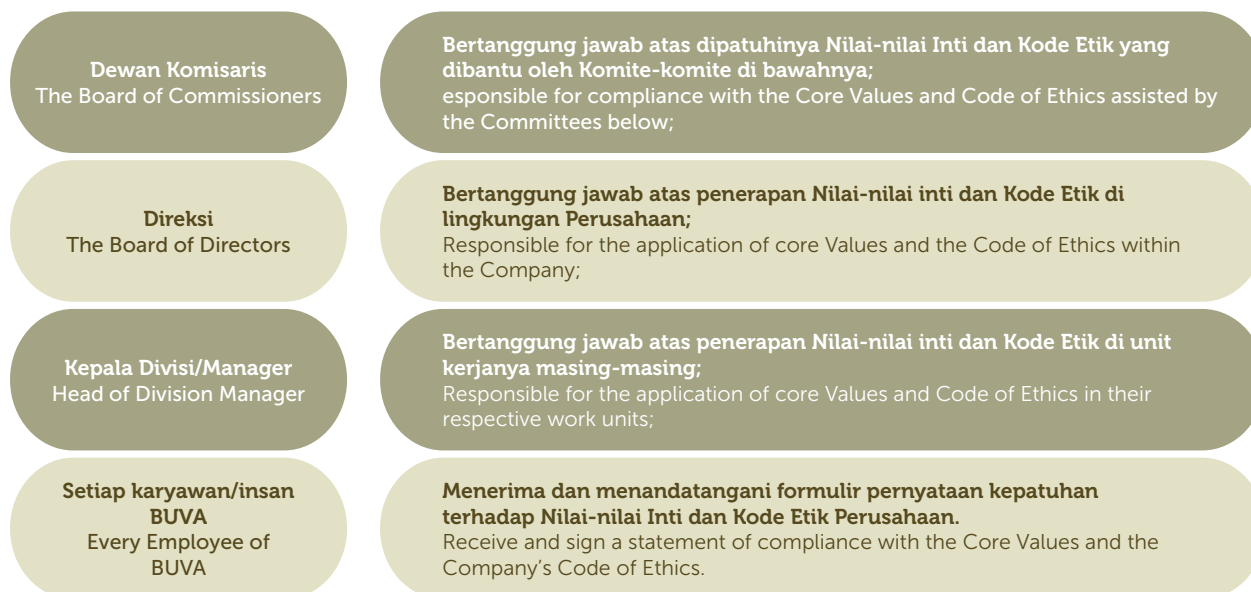 Dewan Komisaris
The Board of Commissioners
Bertanggung jawab atas dipatuhinya Nilai-nilai Inti dan Kode Etik yang
dibantu oleh Komite-komite di bawahnya;
esponsible for compliance with the Core Values and Code of Ethics assisted by
the Committees below;
Direksi
The Board of Directors
Bertanggung jawab atas penerapan Nilai-nilai inti dan Kode Etik di
lingkungan Perusahaan;
Responsible for the application of core Values and the Code of Ethics within
the Company;
Kepala Divisi/Manager
Head of Division Manager
Bertanggung jawab atas penerapan Nilai-nilai inti dan Kode Etik di unit
kerjanya masing-masing;
Responsible for the application of core Values and Code of Ethics in their
respective work units;
Setiap karyawan/insan
BUVA
Every Employee of
BUVA
Menerima dan menandatangani formulir pernyataan kepatuhan
terhadap Nilai-nilai Inti dan Kode Etik Perusahaan.
Receive and sign a statement of compliance with the Core Values and the
Company's Code of Ethics.